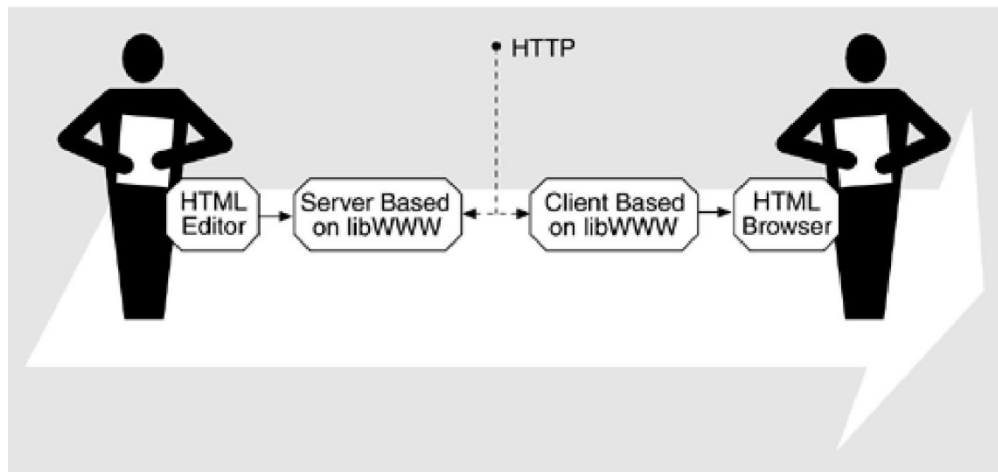 HTTP
HTML
Editor
Server Based
on libWWW
Client Based
on libWWW
HTML
Browser